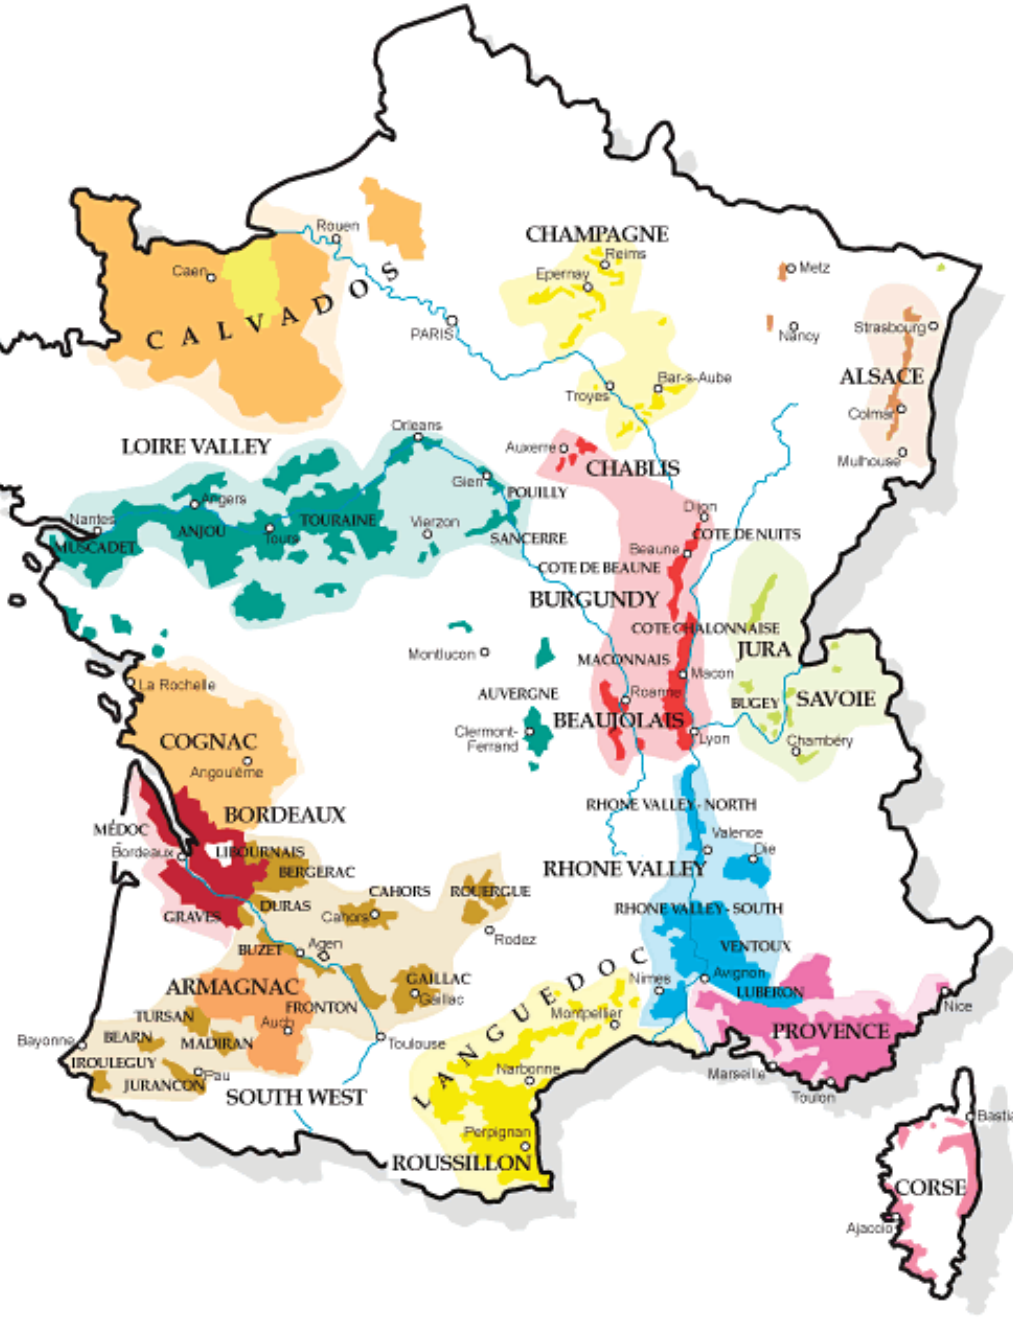 CHAMPAGNE
Reims
Epernay
Rouen
Caen
CALVADOS
PARIS
Metz
Nancy
Strasbourg
ALSACE
Colmar
Mulhouse
Troyes
Bar-s-Aube
LOIRE VALLEY
Orleans
Auxerre
CHABLIS
Gien
POUILLY
Angers
Nantes
ANJOU
TOURAINE
Tours
Vierzon
MUSCADET
SANCERRE
Dijon
COTE DE NUITS
Beaune
COTE DE BEAUNE
BURGUNDY
COTE CHALONNAISE
JURA
Montlucon
MACONNAIS
Macon
La Rochelle
AUVERGNE
Roanne
BUGEY
SAVOIE
BEAUJOLAIS
Clermont-
Ferrand
Lyon
Chambéry
COGNAC
Angoulême
BORDEAUX
RHONE VALLEY - NORTH
MÉDOC
Bordeaux
LIBOURNAIS
Valence
Die
BERGERAC
RHONE VALLEY
CAHORS
ROUERGUE
DURAS
GRAVES
Cahors
RHONE VALLEY - SOUTH
Rodez
BUZET
Agen
VENTOUX
ARMAGNAC
GAILLAC
Gaillac
LANGUEDOC
Nimes
Avignon
LUBERON
FRONTON
TURSAN
Auch
Montpellier
Nice
BEARN
MADIRAN
Bayonne
Toulouse
PROVENCE
IROULEGUY
JURANCON
Pau
Narbonne
Marseille
Toulon
SOUTH WEST
Perpignan
ROUSSILLON
Bastia
CORSE
Ajaccio